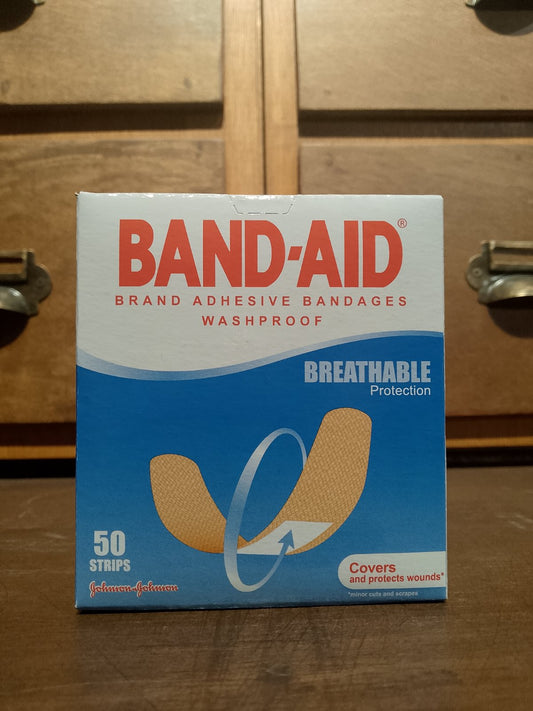 BAND-AID®
BRAND ADHESIVE BANDAGES
WASHPROOF
BREATHABLE
Protection
50
STRIPS
Johnson & Johnson
Covers
and protects wounds*
*minor cuts and scrapes